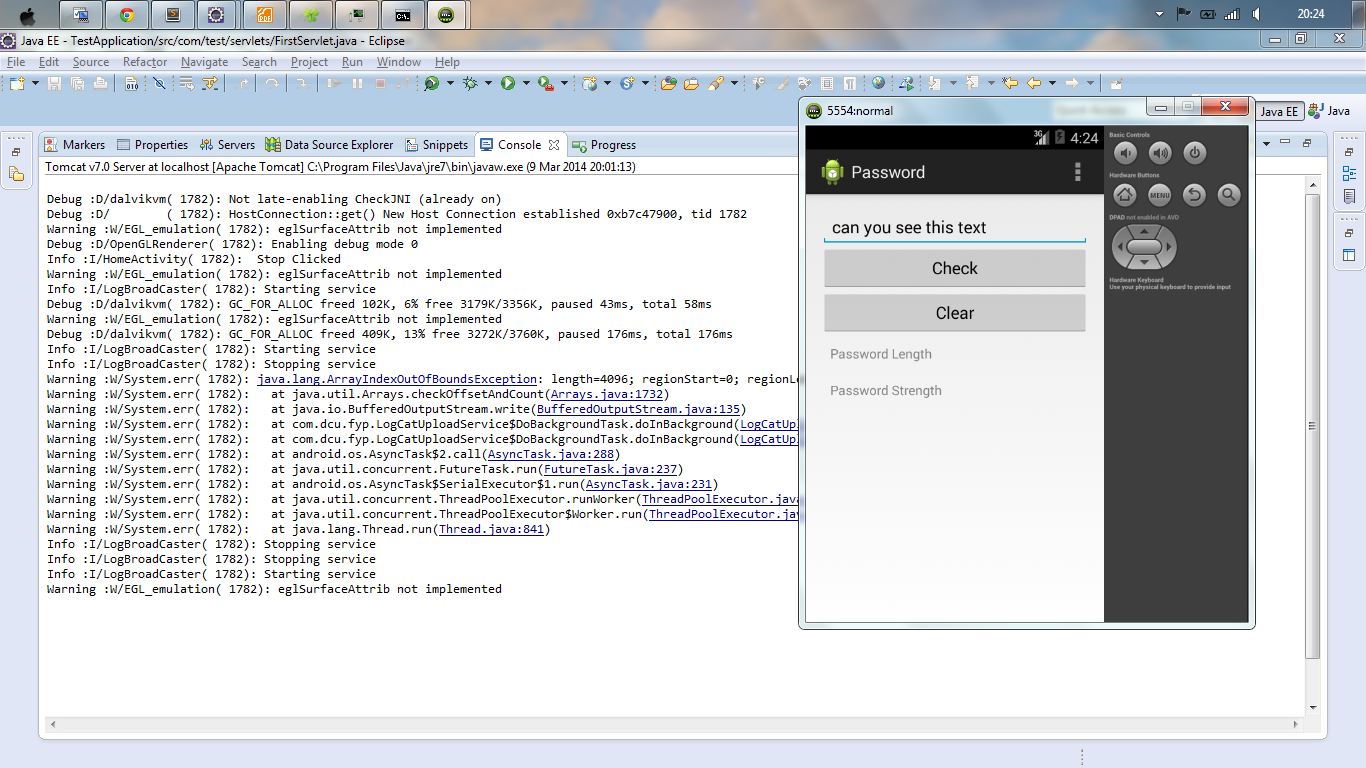 20:24
Java EE - TestApplication/src/com/test/servlets/FirstServlet.java - Eclipse
File Edit Source Refactor Navigate Search Project Run Window Help
Quick Access
Java EE Java
Markers Properties Servers Data Source Explorer Snippets Console Progress
Tomcat v7.0 Server at localhost [Apache Tomcat] C:\Program Files\Java\jre7\bin\javaw.exe (9 Mar 2014 20:01:13)
Debug :D/dalvikvm( 1782): Not late-enabling CheckJNI (already on)
Debug :D/        ( 1782): HostConnection::get() New Host Connection established 0xb7c47900, tid 1782
Warning :W/EGL_emulation( 1782): eglSurfaceAttrib not implemented
Debug :D/OpenGLRenderer( 1782): Enabling debug mode 0
Info :I/HomeActivity( 1782):  Stop Clicked
Warning :W/EGL_emulation( 1782): eglSurfaceAttrib not implemented
Info :I/LogBroadCaster( 1782): Starting service
Debug :D/dalvikvm( 1782): GC_FOR_ALLOC freed 102K, 6% free 3179K/3356K, paused 43ms, total 58ms
Warning :W/EGL_emulation( 1782): eglSurfaceAttrib not implemented
Debug :D/dalvikvm( 1782): GC_FOR_ALLOC freed 409K, 13% free 3272K/3760K, paused 176ms, total 176ms
Info :I/LogBroadCaster( 1782): Starting service
Info :I/LogBroadCaster( 1782): Stopping service
Warning :W/System.err( 1782): java.lang.ArrayIndexOutOfBoundsException: length=4096; regionStart=0; regionLe
Warning :W/System.err( 1782):   at java.util.Arrays.checkOffsetAndCount(Arrays.java:1732)
Warning :W/System.err( 1782):   at java.io.BufferedOutputStream.write(BufferedOutputStream.java:135)
Warning :W/System.err( 1782):   at com.dcu.fyp.LogCatUploadService$DoBackgroundTask.doInBackground(LogCatUpl
Warning :W/System.err( 1782):   at com.dcu.fyp.LogCatUploadService$DoBackgroundTask.doInBackground(LogCatUpl
Warning :W/System.err( 1782):   at android.os.AsyncTask$2.call(AsyncTask.java:288)
Warning :W/System.err( 1782):   at java.util.concurrent.FutureTask.run(FutureTask.java:237)
Warning :W/System.err( 1782):   at android.os.AsyncTask$SerialExecutor$1.run(AsyncTask.java:231)
Warning :W/System.err( 1782):   at java.util.concurrent.ThreadPoolExecutor.runWorker(ThreadPoolExecutor.java
Warning :W/System.err( 1782):   at java.util.concurrent.ThreadPoolExecutor$Worker.run(ThreadPoolExecutor.jav
Warning :W/System.err( 1782):   at java.lang.Thread.run(Thread.java:841)
Info :I/LogBroadCaster( 1782): Stopping service
Info :I/LogBroadCaster( 1782): Stopping service
Info :I/LogBroadCaster( 1782): Starting service
Warning :W/EGL_emulation( 1782): eglSurfaceAttrib not implemented
5554:normal
3G 4:24
Password
can you see this text
Check
Clear
Password Length
Password Strength
Basic Controls
Hardware Buttons
MENU
DPAD not enabled in AVD
Hardware Keyboard
Use your physical keyboard to provide input